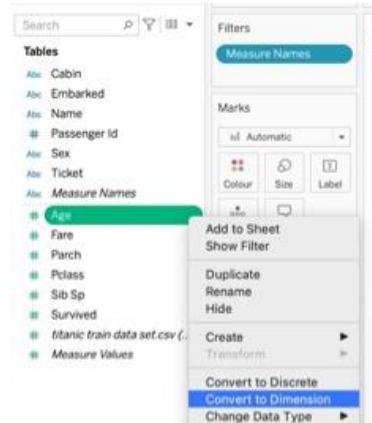 Search
Tables
Abc Cabin
Abc Embarked
Abc Name
# Passenger Id
Abc Sex
Abc Ticket
Abc Measure Names
# Age
# Fare
# Parch
# Pclass
# Sib Sp
# Survived
# titanic train data set.csv (..
# Measure Values
Filters
Measure Names
Marks
Automatic
Colour
Size
Label
Add to Sheet
Show Filter
Duplicate
Rename
Hide
Create
Transform
Convert to Discrete
Convert to Dimension
Change Data Type